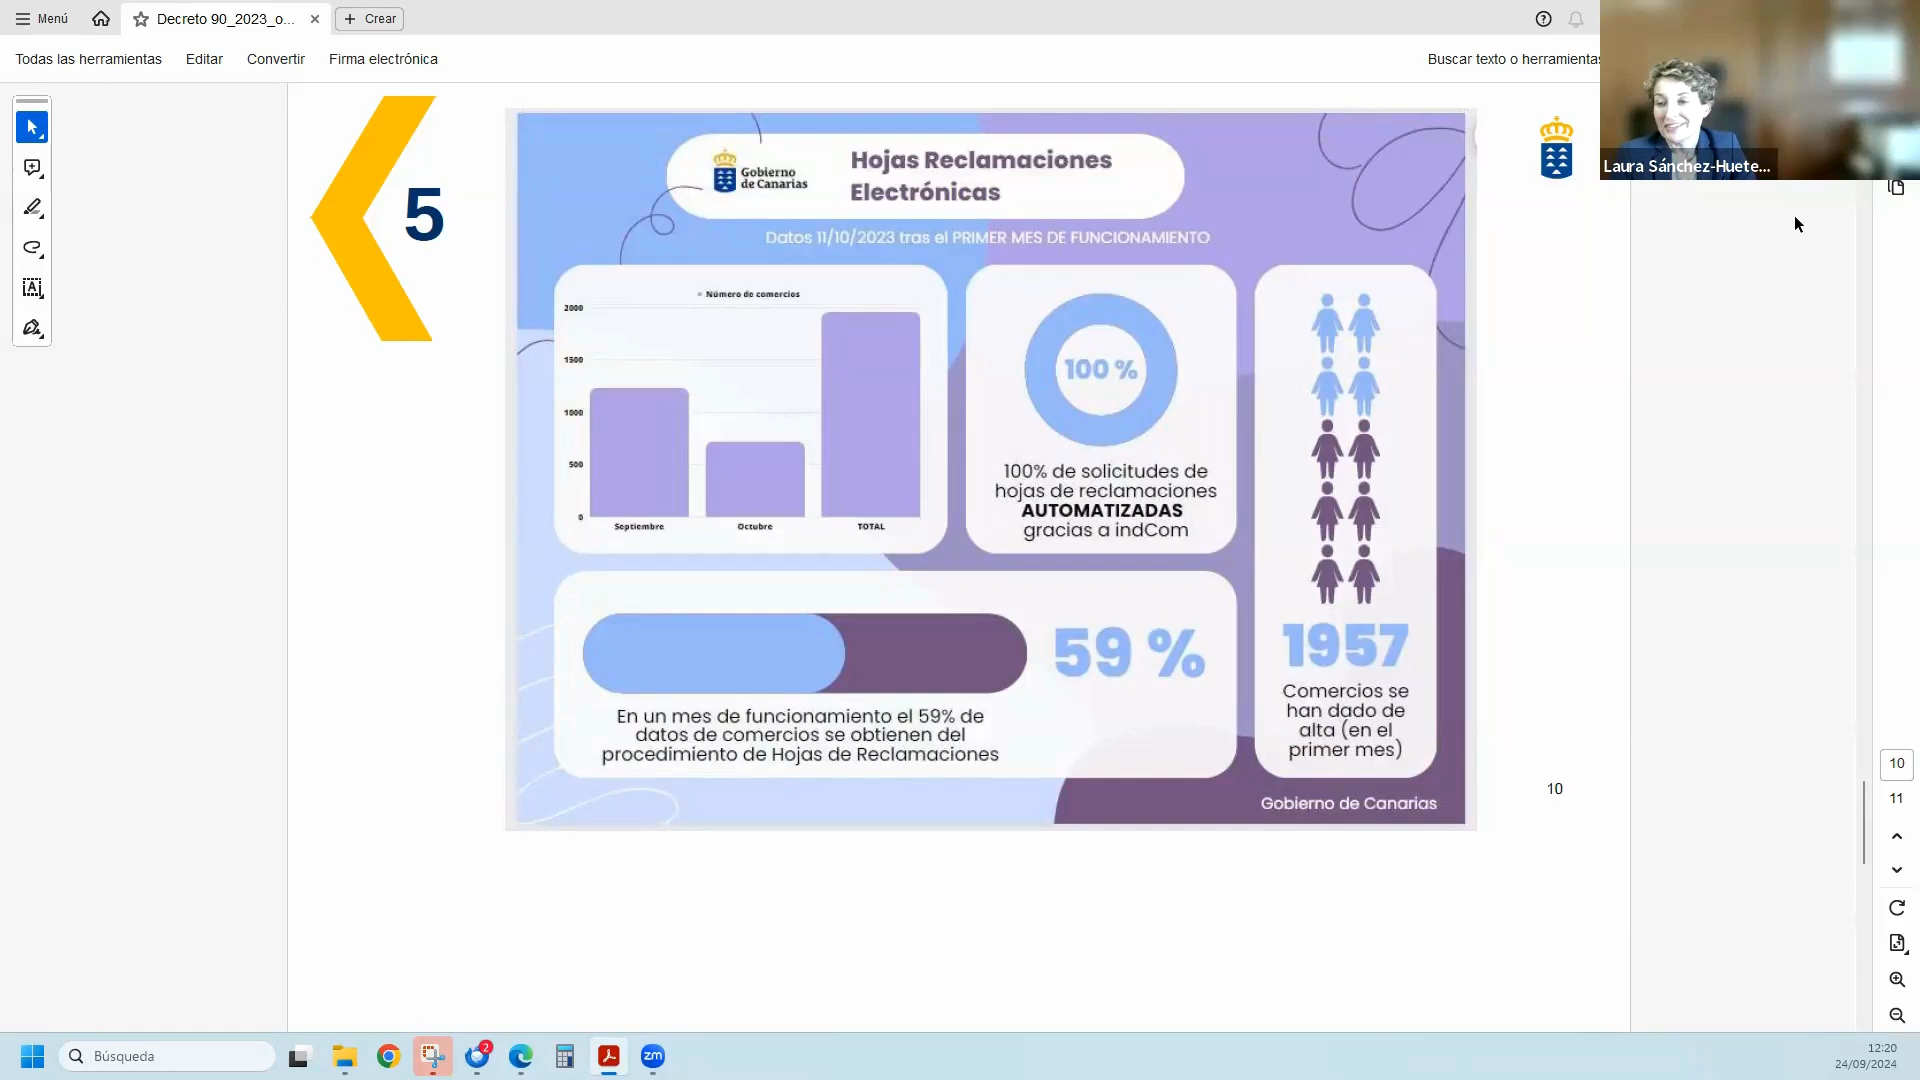 Menú
Decreto 90_2023_o...
Crear
Todas las herramientas
Editar
Convertir
Firma electrónica
Buscar texto o herramientas
Laura Sánchez-Huete...
5
Gobierno
de Canarias
Hojas Reclamaciones
Electrónicas
Datos 11/10/2023 tras el PRIMER MES DE FUNCIONAMIENTO
Número de comercios
2000
1500
1000
500
0
Septiembre
Octubre
TOTAL
100 %
100% de solicitudes de
hojas de reclamaciones
AUTOMATIZADAS
gracias a indCom
59 %
En un mes de funcionamiento el 59% de
datos de comercios se obtienen del
procedimiento de Hojas de Reclamaciones
1957
Comercios se
han dado de
alta (en el
primer mes)
Gobierno de Canarias
10
10
11
Búsqueda
2
zm
12:20
24/09/2024